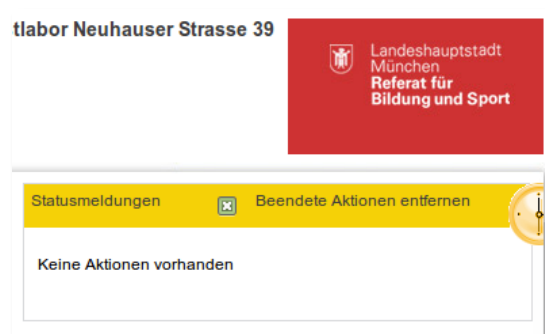 tlabor Neuhauser Strasse 39
Landeshauptstadt
München
Referat für
Bildung und Sport
Statusmeldungen
Beendete Aktionen entfernen
Keine Aktionen vorhanden